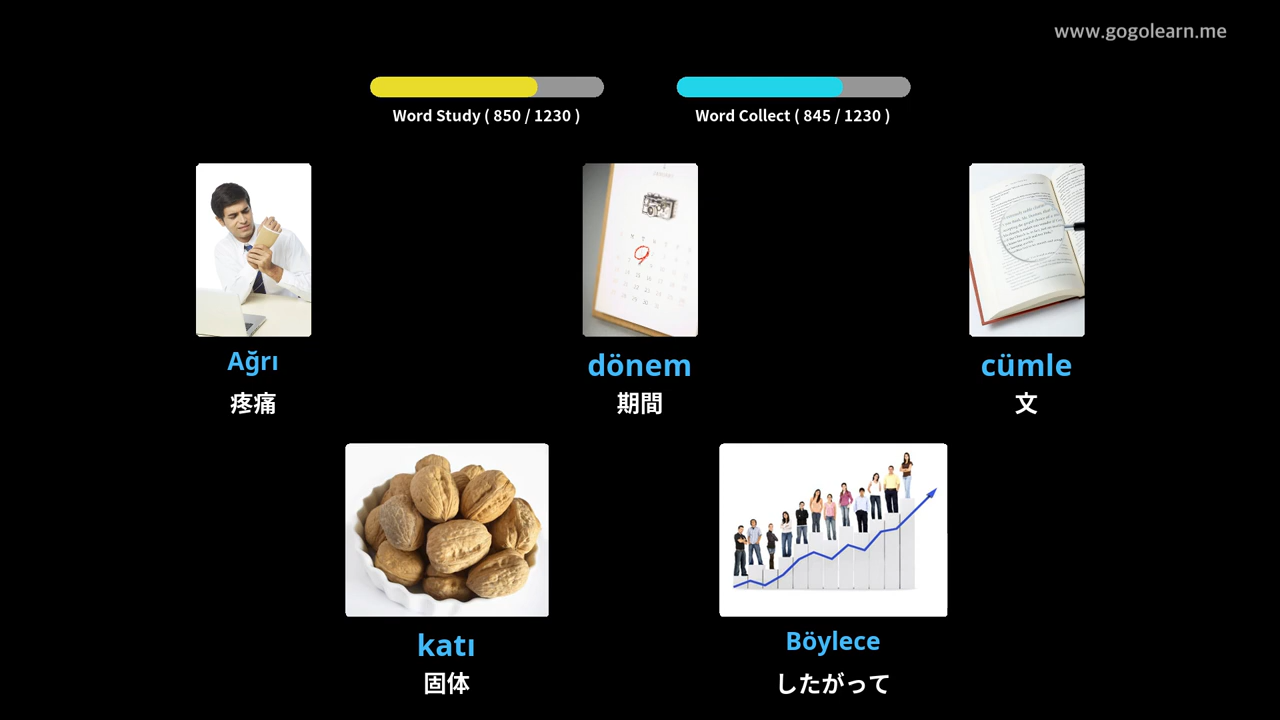 www.gogolearn.me
Word Study ( 850 / 1230 )
Word Collect ( 845 / 1230 )
Ağrı
疼痛
dönem
期間
cümle
文
katı
固体
Böylece
したがって